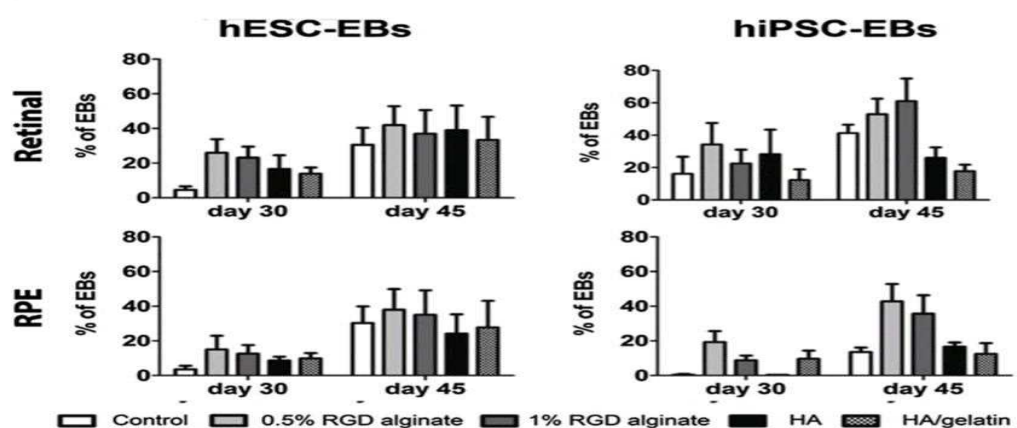 hESC-EBs hiPSC-EBs
Retinal
% of EBs
80
60
40
20
0
day 30 day 45
% of EBs
80
60
40
20
0
day 30 day 45
RPE
% of EBs
80
60
40
20
0
day 30 day 45
% of EBs
80
60
40
20
0
day 30 day 45
Control 0.5% RGD alginate 1% RGD alginate HA HA/gelatin